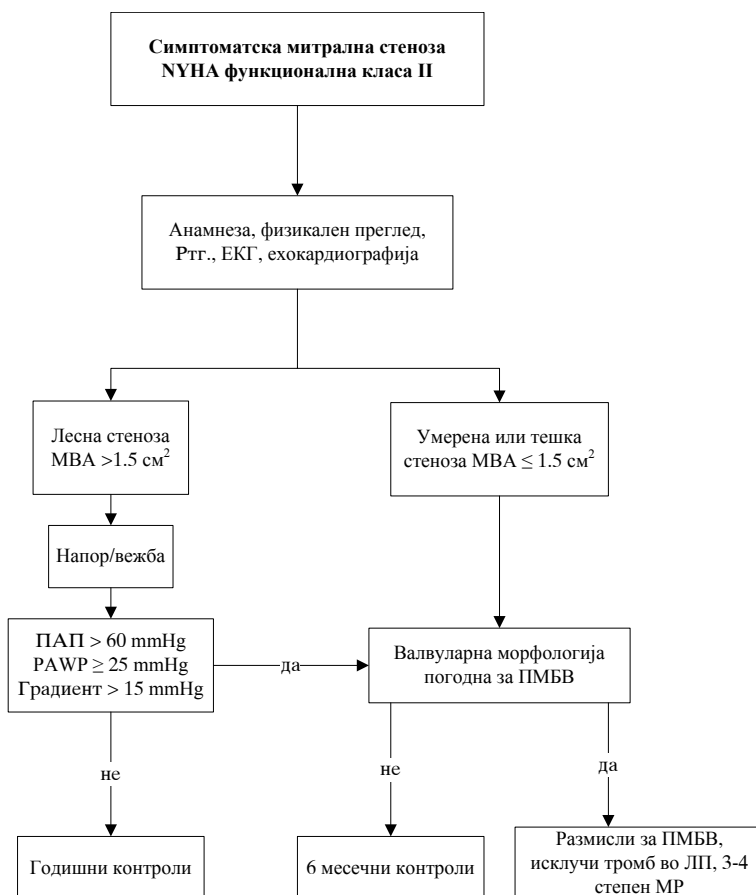 Симптоматска митрална стеноза
NYHA функционална класа II
Анамнеза, физикален преглед,
Ртг., ЕКГ, ехокардиографија
Лесна стеноза
МВА >1.5 см²
Умерена или тешка
стеноза МВА ≤ 1.5 см²
Напор/вежба
ПАП > 60 mmHg
PAWP ≥ 25 mmHg
Градиент > 15 mmHg
да
Валвуларна морфологија
погодна за ПМБВ
не
не
да
Годишни контроли
6 месечни контроли
Размисли за ПМБВ,
исклучи тромб во ЛП, 3-4
степен МР